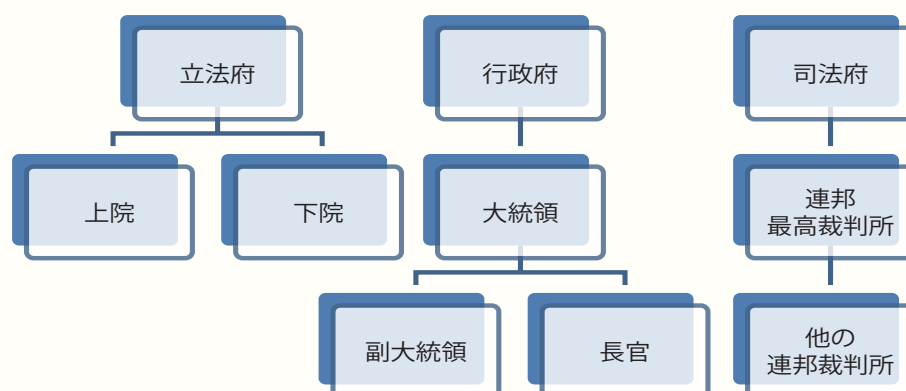 立法府
行政府
司法府
上院
下院
大統領
連邦
最高裁判所
副大統領
長官
他の
連邦裁判所